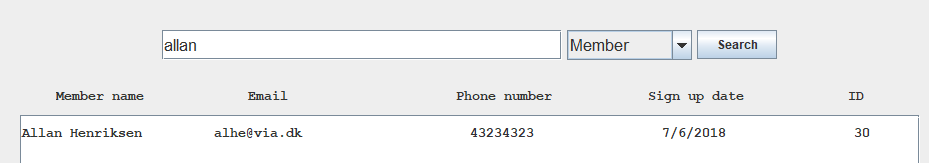 allan Member Search
Member name Email Phone number Sign up date ID
Allan Henriksen alhe@via.dk 43234323 7/6/2018 30